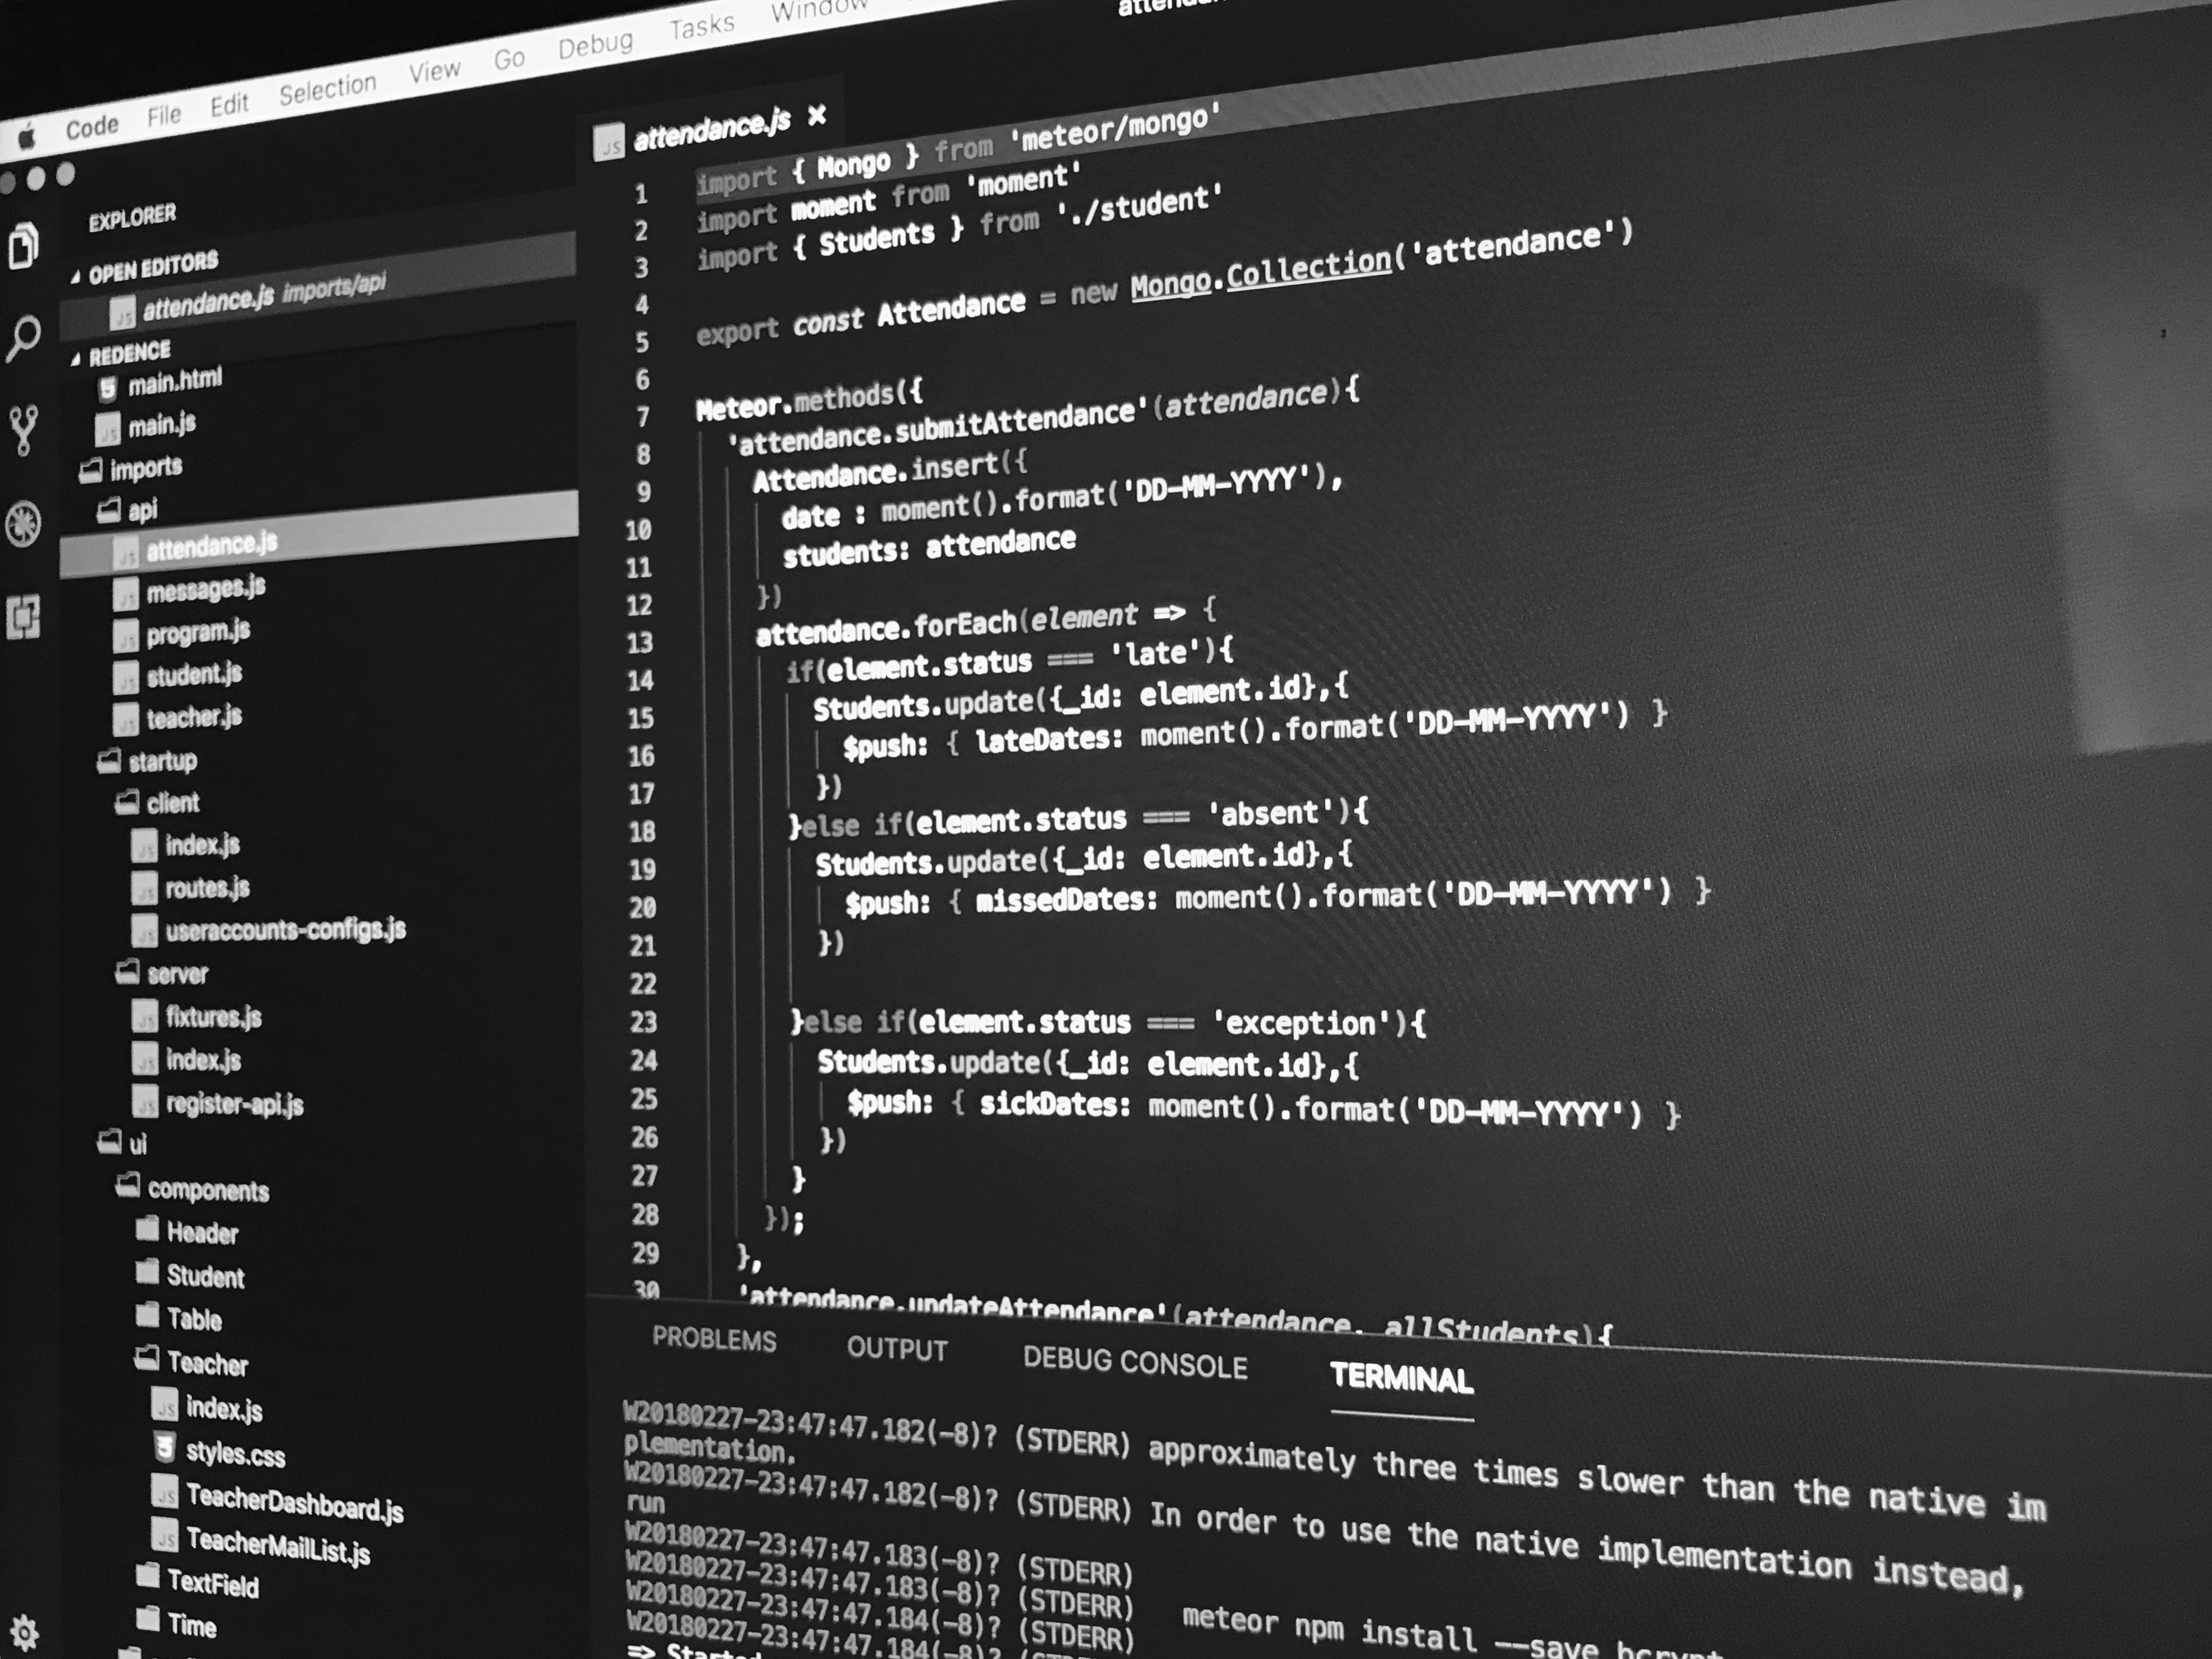 Code File Edit Selection View Go Debug Tasks Window
EXPLORER
OPEN EDITORS
attendance.js imports/api
REDENCE
main.html
main.js
imports
api
attendance.js
messages.js
program.js
student.js
teacher.js
startup
client
index.js
routes.js
useraccounts-configs.js
server
fixtures.js
index.js
register-api.js
ui
components
Header
Student
Table
Teacher
index.js
styles.css
TeacherDashboard.js
TeacherMailList.js
TextField
Time
attendance.js ×
1 import { Mongo } from 'meteor/mongo'
2 import moment from 'moment'
3 import { Students } from './student'
4
5 export const Attendance = new Mongo.Collection('attendance')
6
7 Meteor.methods({
8 'attendance.submitAttendance'(attendance){
9 Attendance.insert({
10 date : moment().format('DD-MM-YYYY'),
11 students: attendance
12 })
13 attendance.forEach(element => {
14 if(element.status === 'late'){
15 Students.update({_id: element.id},{
16 $push: { lateDates: moment().format('DD-MM-YYYY') }
17 })
18 }else if(element.status === 'absent'){
19 Students.update({_id: element.id},{
20 $push: { missedDates: moment().format('DD-MM-YYYY') }
21 })
22
23 }else if(element.status === 'exception'){
24 Students.update({_id: element.id},{
25 $push: { sickDates: moment().format('DD-MM-YYYY') }
26 })
27 }
28 });
29 },
30 'attendance.updateAttendance'(attendance, allStudents){
PROBLEMS OUTPUT DEBUG CONSOLE TERMINAL
W20180227-23:47:47.182(-8)? (STDERR) approximately three times slower than the native im
plementation.
W20180227-23:47:47.182(-8)? (STDERR) In order to use the native implementation instead,
run
W20180227-23:47:47.183(-8)? (STDERR)
W20180227-23:47:47.183(-8)? (STDERR) meteor npm install --save bcrypt
W20180227-23:47:47.184(-8)? (STDERR)
W20180227-23:47:47.184(-8)? (STDERR)
=> Started